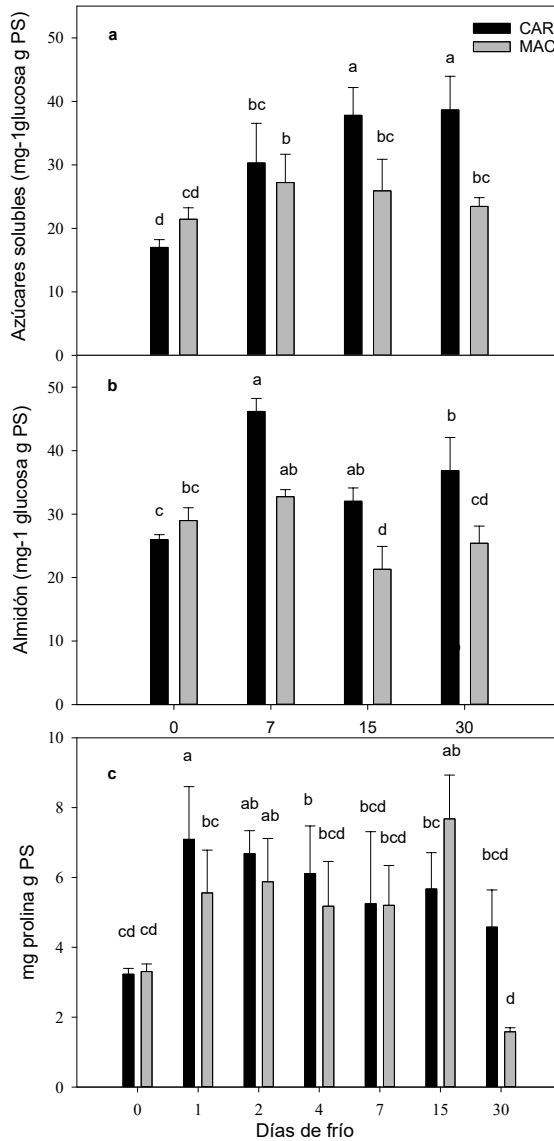 a
CAR
MAC
Azúcares solubles (mg-1glucosa g PS)
50
40
30
20
10
0
d
cd
bc
b
a
bc
a
bc
b
Almidón (mg-1 glucosa g PS)
50
40
30
20
10
0
c
bc
a
ab
ab
d
b
cd
0
7
15
30
c
mg prolina g PS
10
8
6
4
2
0
cd
cd
a
bc
ab
ab
b
bcd
bcd
bcd
bc
ab
bcd
d
0
1
2
4
7
15
30
Días de frío